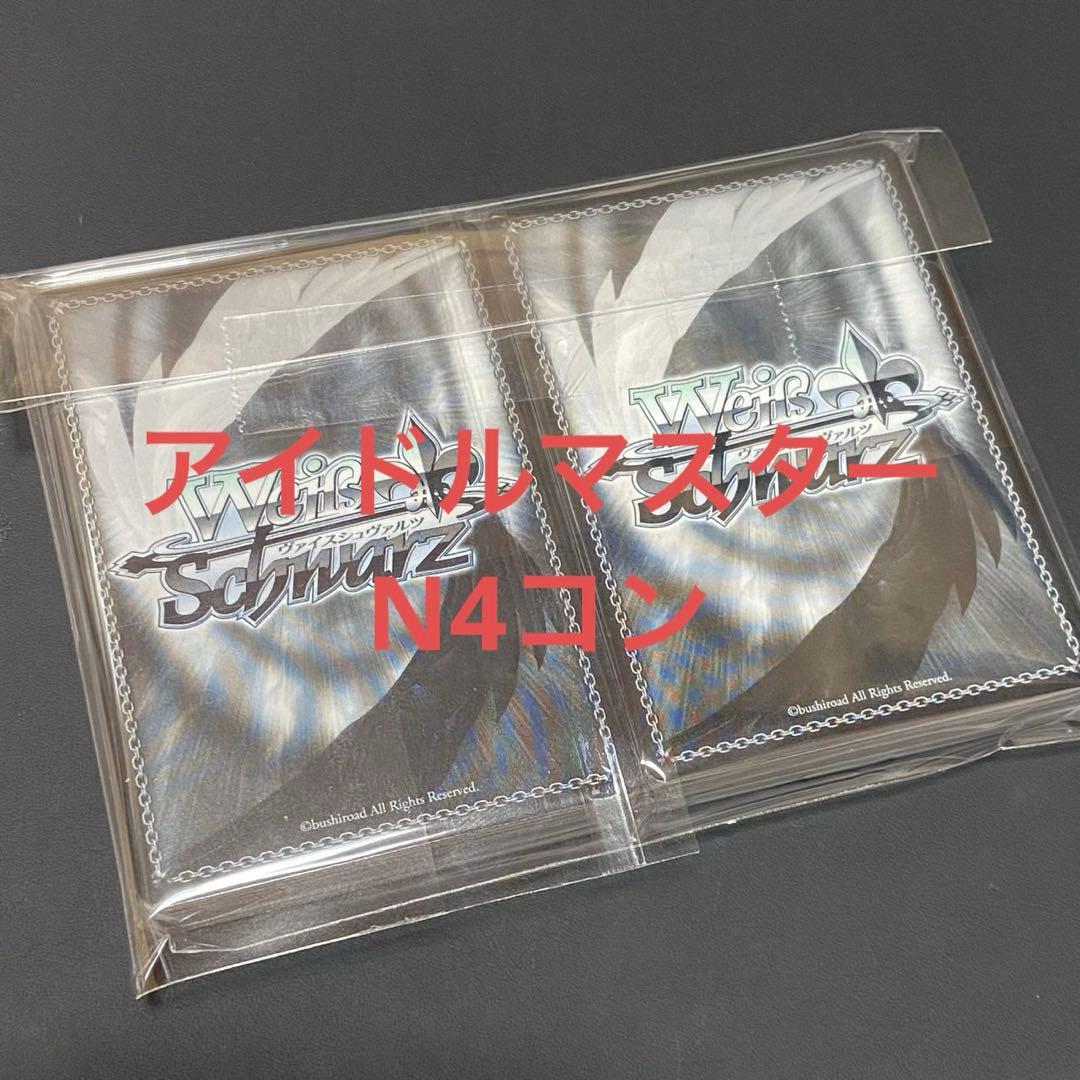 アイドルマスター
N4コン
Weiß
ヴァイスシュヴァルツ
Schwarz
©bushiroad All Rights Reserved.
Weiß
ヴァイスシュヴァルツ
Schwarz
©bushiroad All Rights Reserved.